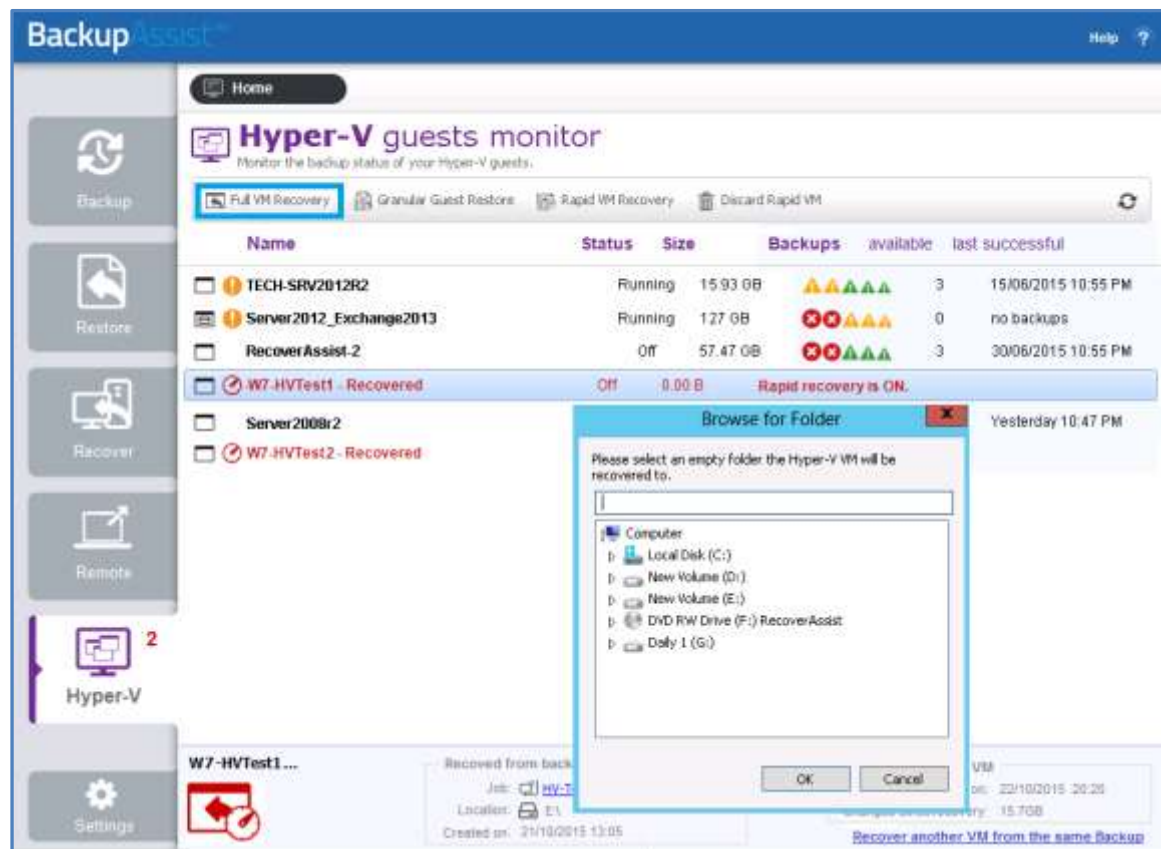 BackupAssist™
Help ?
Home
Hyper-V guests monitor
Monitor the backup status of your Hyper-V guests.
Full VM Recovery Granular Guest Restore Rapid VM Recovery Discard Rapid VM
Name Status Size Backups available last successful
TECH-SRV2012R2 Running 15.93 GB 3 15/06/2015 10:55 PM
Server2012_Exchange2013 Running 127 GB 0 no backups
RecoverAssist-2 Off 57.47 GB 3 30/06/2015 10:55 PM
W7-HVTest1 - Recovered Off 0.00 B Rapid recovery is ON.
Server2008r2 Yesterday 10:47 PM
W7-HVTest2 - Recovered
Backup
Restore
Recover
Remote
2
Hyper-V
Settings
Browse for Folder
x
Please select an empty folder the Hyper-V VM will be
recovered to.
Computer
Local Disk (C:)
New Volume (D:)
New Volume (E:)
DVD RW Drive (F:) RecoverAssist
Daily 1 (G:)
OK Cancel
W7-HVTest1 ...
Recoved from back
Job: HV-T
Location: E:\
Created on: 21/10/2015 13:05
VM
on: 22/10/2015 20:26
15.7GB
Recover another VM from the same Backup